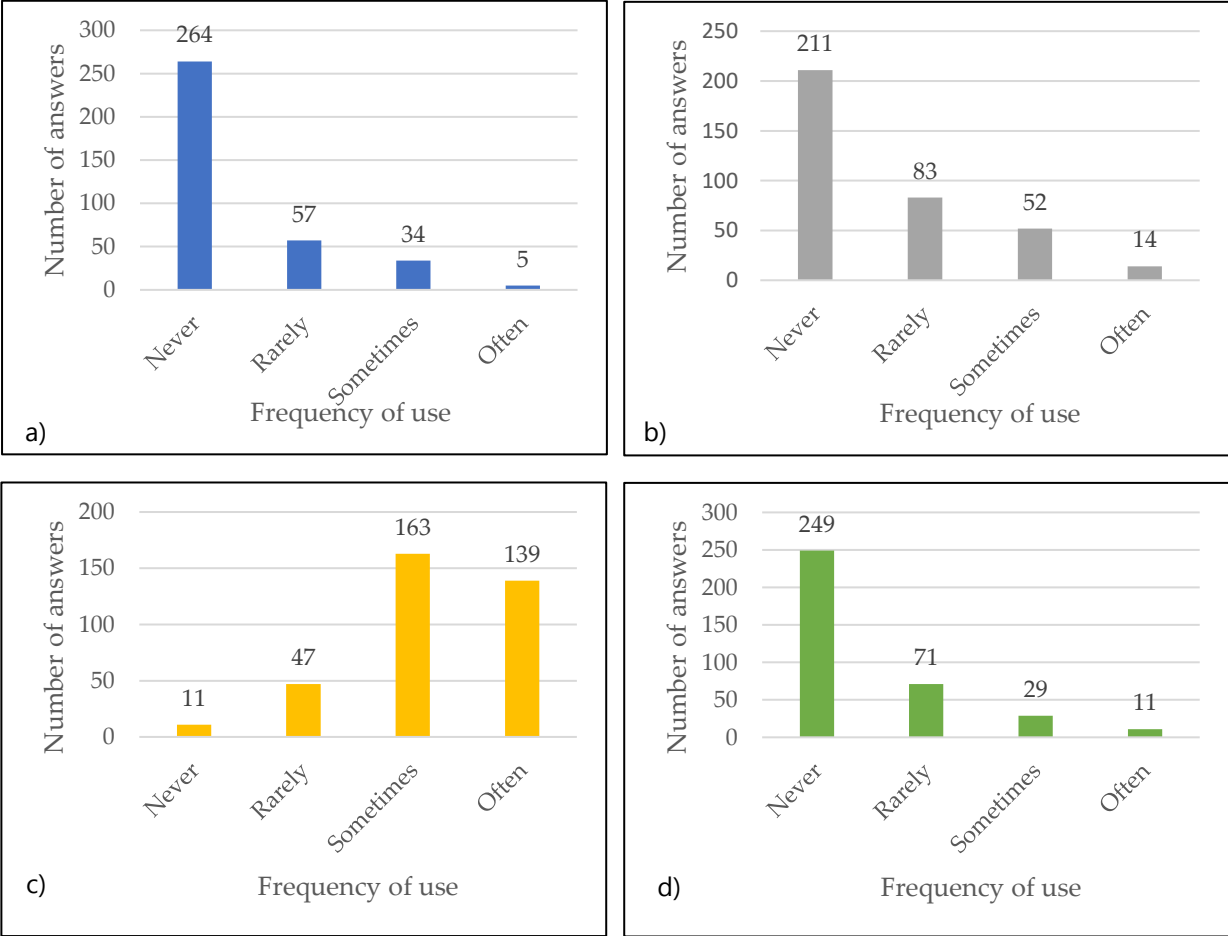 300
250
200
150
100
50
0
Number of answers
264
57
34
5
Never
Rarely
Sometimes
Often
Frequency of use
a)
250
200
150
100
50
0
Number of answers
211
83
52
14
Never
Rarely
Sometimes
Often
Frequency of use
b)
200
150
100
50
0
Number of answers
11
47
163
139
Never
Rarely
Sometimes
Often
Frequency of use
c)
300
250
200
150
100
50
0
Number of answers
249
71
29
11
Never
Rarely
Sometimes
Often
Frequency of use
d)